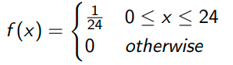 f(x) = { 1/24 0 ≤ x ≤ 24
0 otherwise